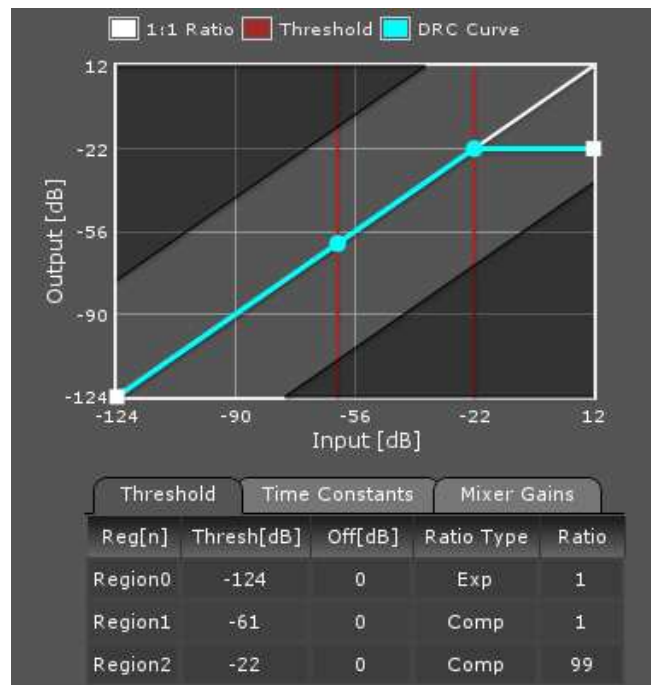 1:1 Ratio Threshold DRC Curve
12
-22
-56
-90
-124
Output [dB]
-124 -90 -56 -22 12
Input [dB]
Threshold Time Constants Mixer Gains
Reg[n] Thresh[dB] Off[dB] Ratio Type Ratio
Region0 -124 0 Exp 1
Region1 -61 0 Comp 1
Region2 -22 0 Comp 99